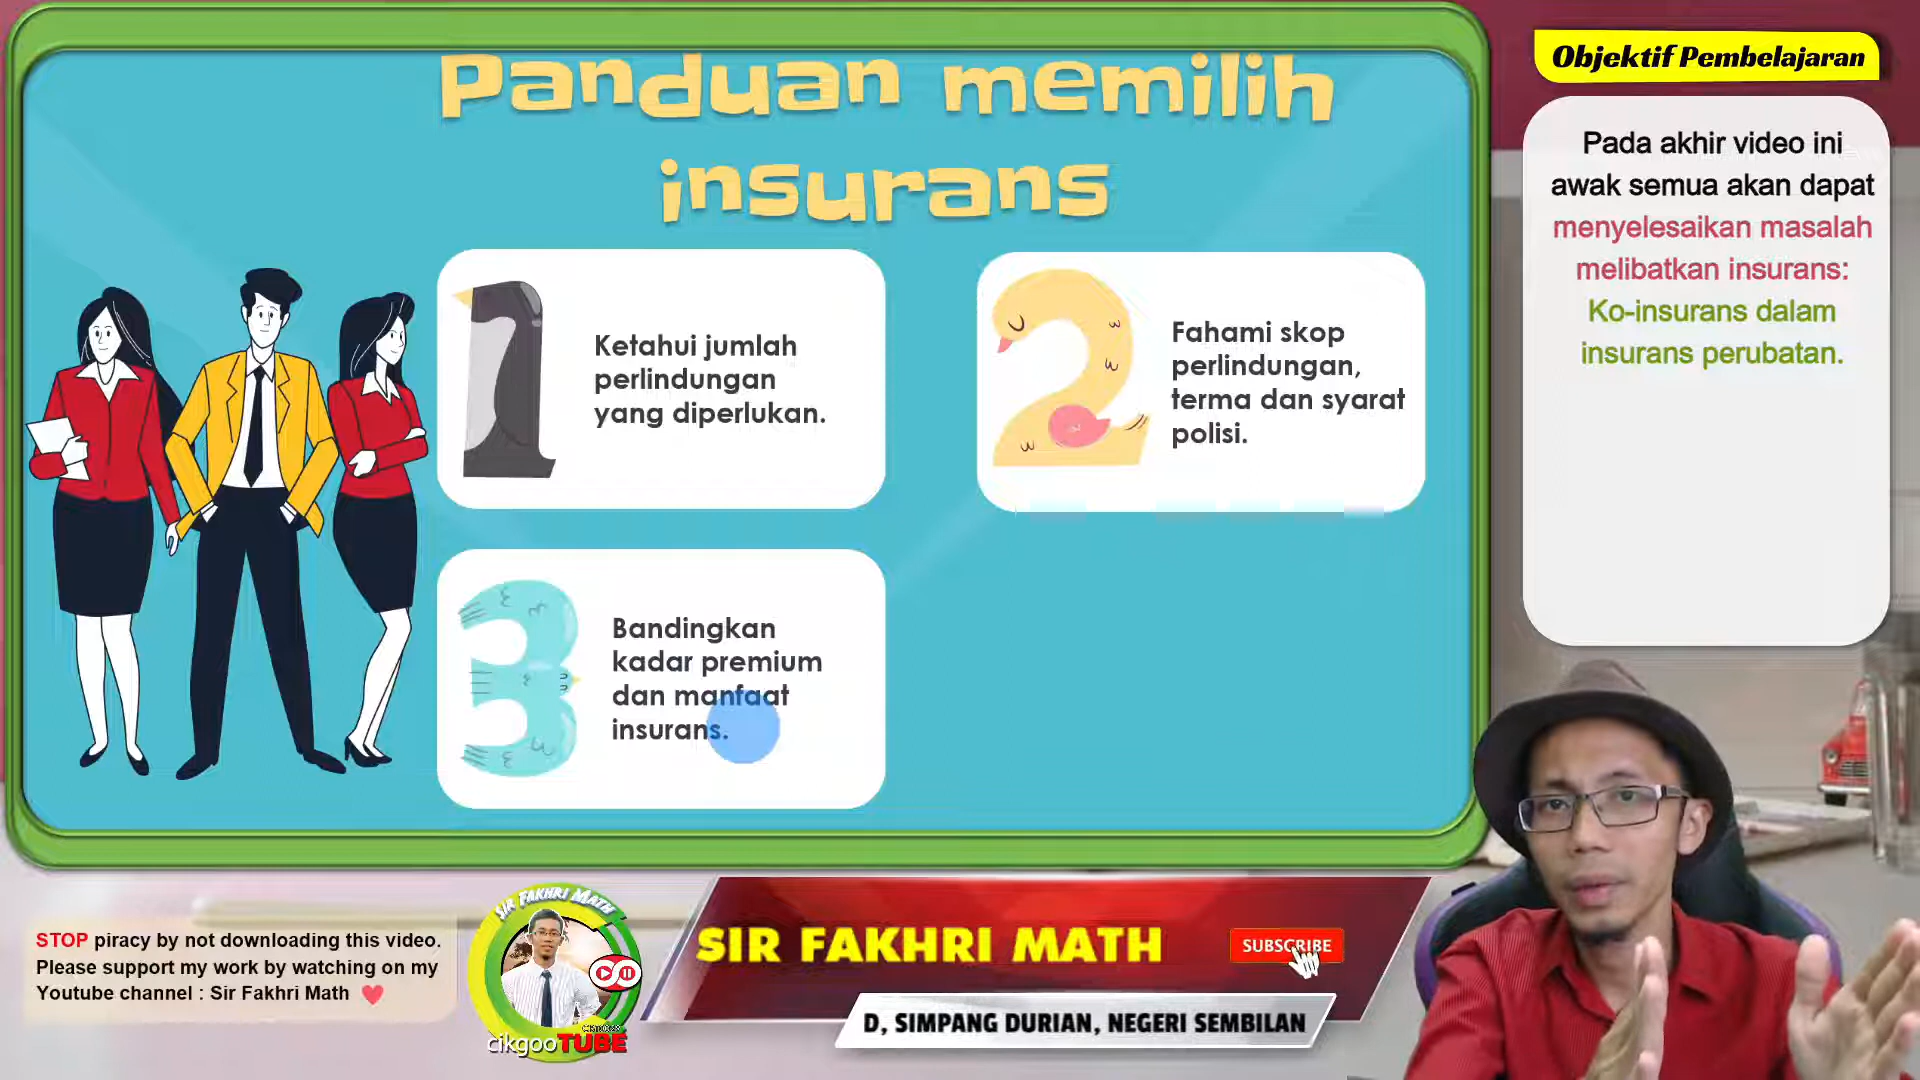 Panduan memilih
insurans
Ketahui jumlah
perlindungan
yang diperlukan.
Fahami skop
perlindungan,
terma dan syarat
polisi.
Bandingkan
kadar premium
dan manfaat
insurans.
Objektif Pembelajaran
Pada akhir video ini
awak semua akan dapat
menyelesaikan masalah
melibatkan insurans:
Ko-insurans dalam
insurans perubatan.
STOP piracy by not downloading this video.
Please support my work by watching on my
Youtube channel : Sir Fakhri Math
SIR FAKHRI MATH
cikgooTUBE
SIR FAKHRI MATH
SUBSCRIBE
D, SIMPANG DURIAN, NEGERI SEMBILAN